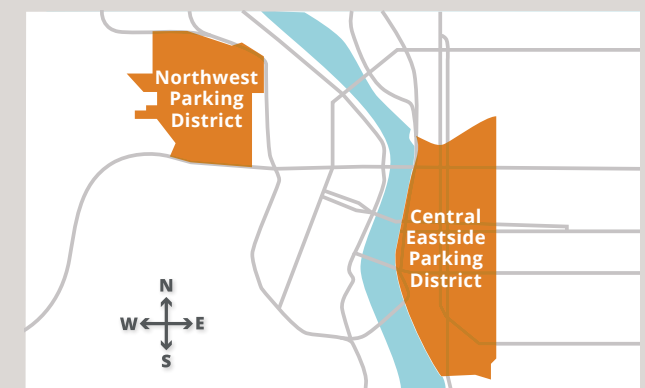 Northwest
Parking
District
Central
Eastside
Parking
District
N
W E
S